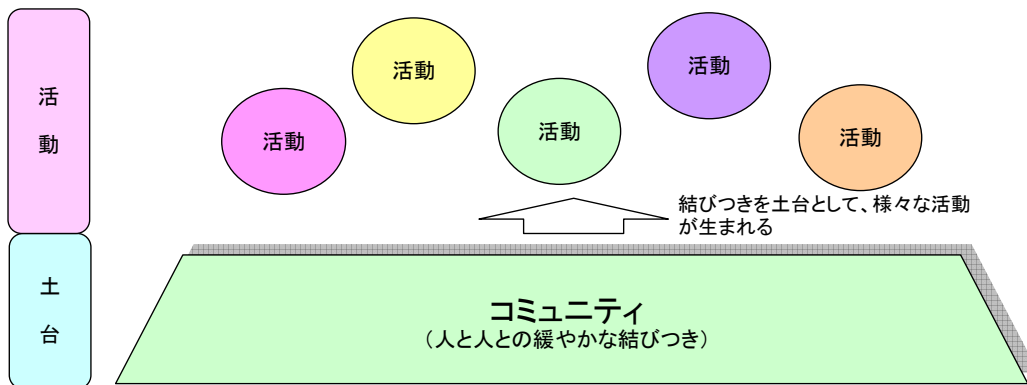 活動
活動
活動
活動
活動
活動
結びつきを土台として、様々な活動
が生まれる
土台
コミュニティ
（人と人との緩やかな結びつき）